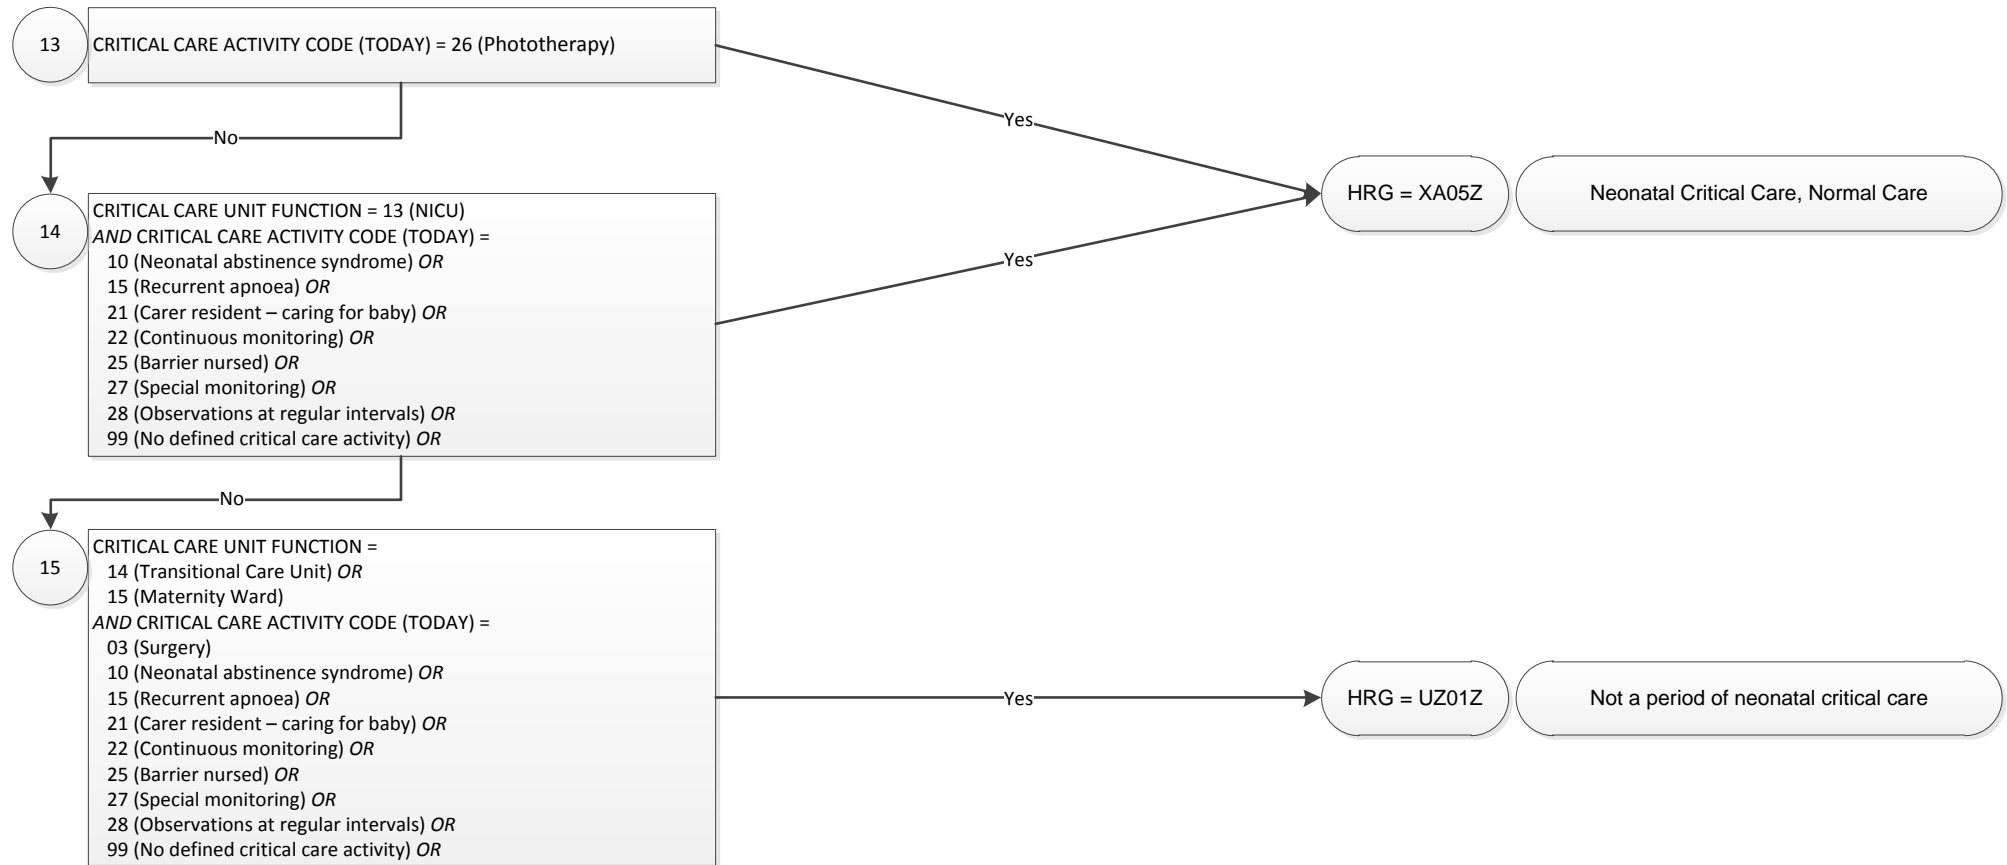 13
CRITICAL CARE ACTIVITY CODE (TODAY) = 26 (Phototherapy)
Yes
No
HRG = XA05Z
Neonatal Critical Care, Normal Care
14
CRITICAL CARE UNIT FUNCTION = 13 (NICU)
AND CRITICAL CARE ACTIVITY CODE (TODAY) =
10 (Neonatal abstinence syndrome) OR
15 (Recurrent apnoea) OR
21 (Carer resident – caring for baby) OR
22 (Continuous monitoring) OR
25 (Barrier nursed) OR
27 (Special monitoring) OR
28 (Observations at regular intervals) OR
99 (No defined critical care activity) OR
Yes
No
15
CRITICAL CARE UNIT FUNCTION =
14 (Transitional Care Unit) OR
15 (Maternity Ward)
AND CRITICAL CARE ACTIVITY CODE (TODAY) =
03 (Surgery)
10 (Neonatal abstinence syndrome) OR
15 (Recurrent apnoea) OR
21 (Carer resident – caring for baby) OR
22 (Continuous monitoring) OR
25 (Barrier nursed) OR
27 (Special monitoring) OR
28 (Observations at regular intervals) OR
99 (No defined critical care activity) OR
Yes
HRG = UZ01Z
Not a period of neonatal critical care